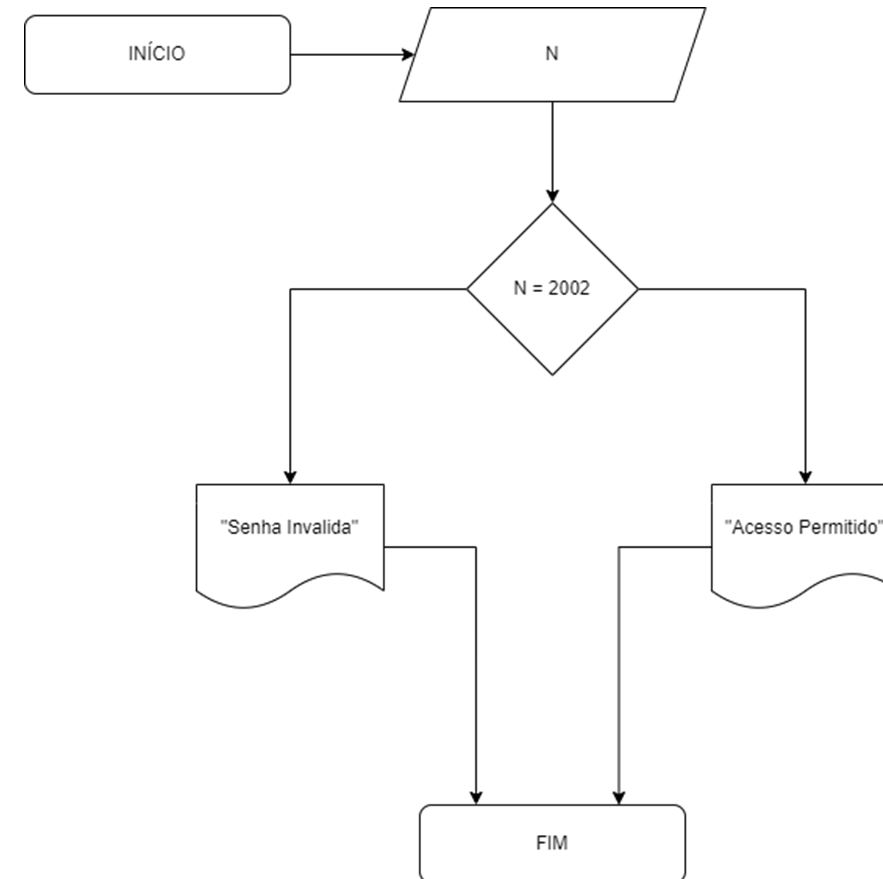 INÍCIO
N
N = 2002
"Senha Invalida"
"Acesso Permitido"
FIM